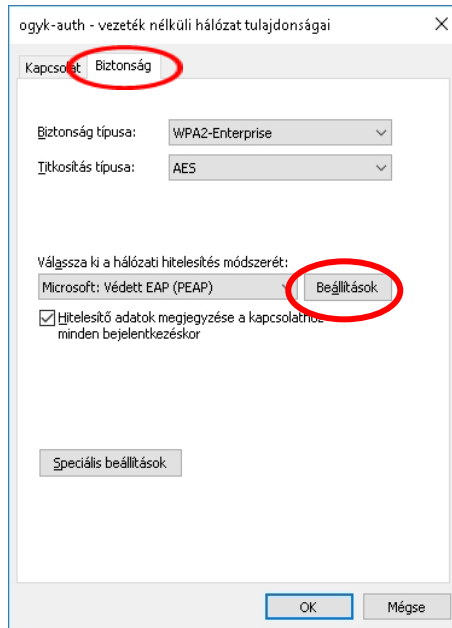 ogyk-auth - vezeték nélküli hálózat tulajdonságai
Kapcsolat Biztonság
Biztonság típusa: WPA2-Enterprise
Titkosítás típusa: AES
Válassza ki a hálózati hitelesítés módszerét:
Microsoft: Védett EAP (PEAP) Beállítások
Hitelesítő adatok megjegyzése a kapcsolathoz
minden bejelentkezéskor
Speciális beállítások
OK Mégse